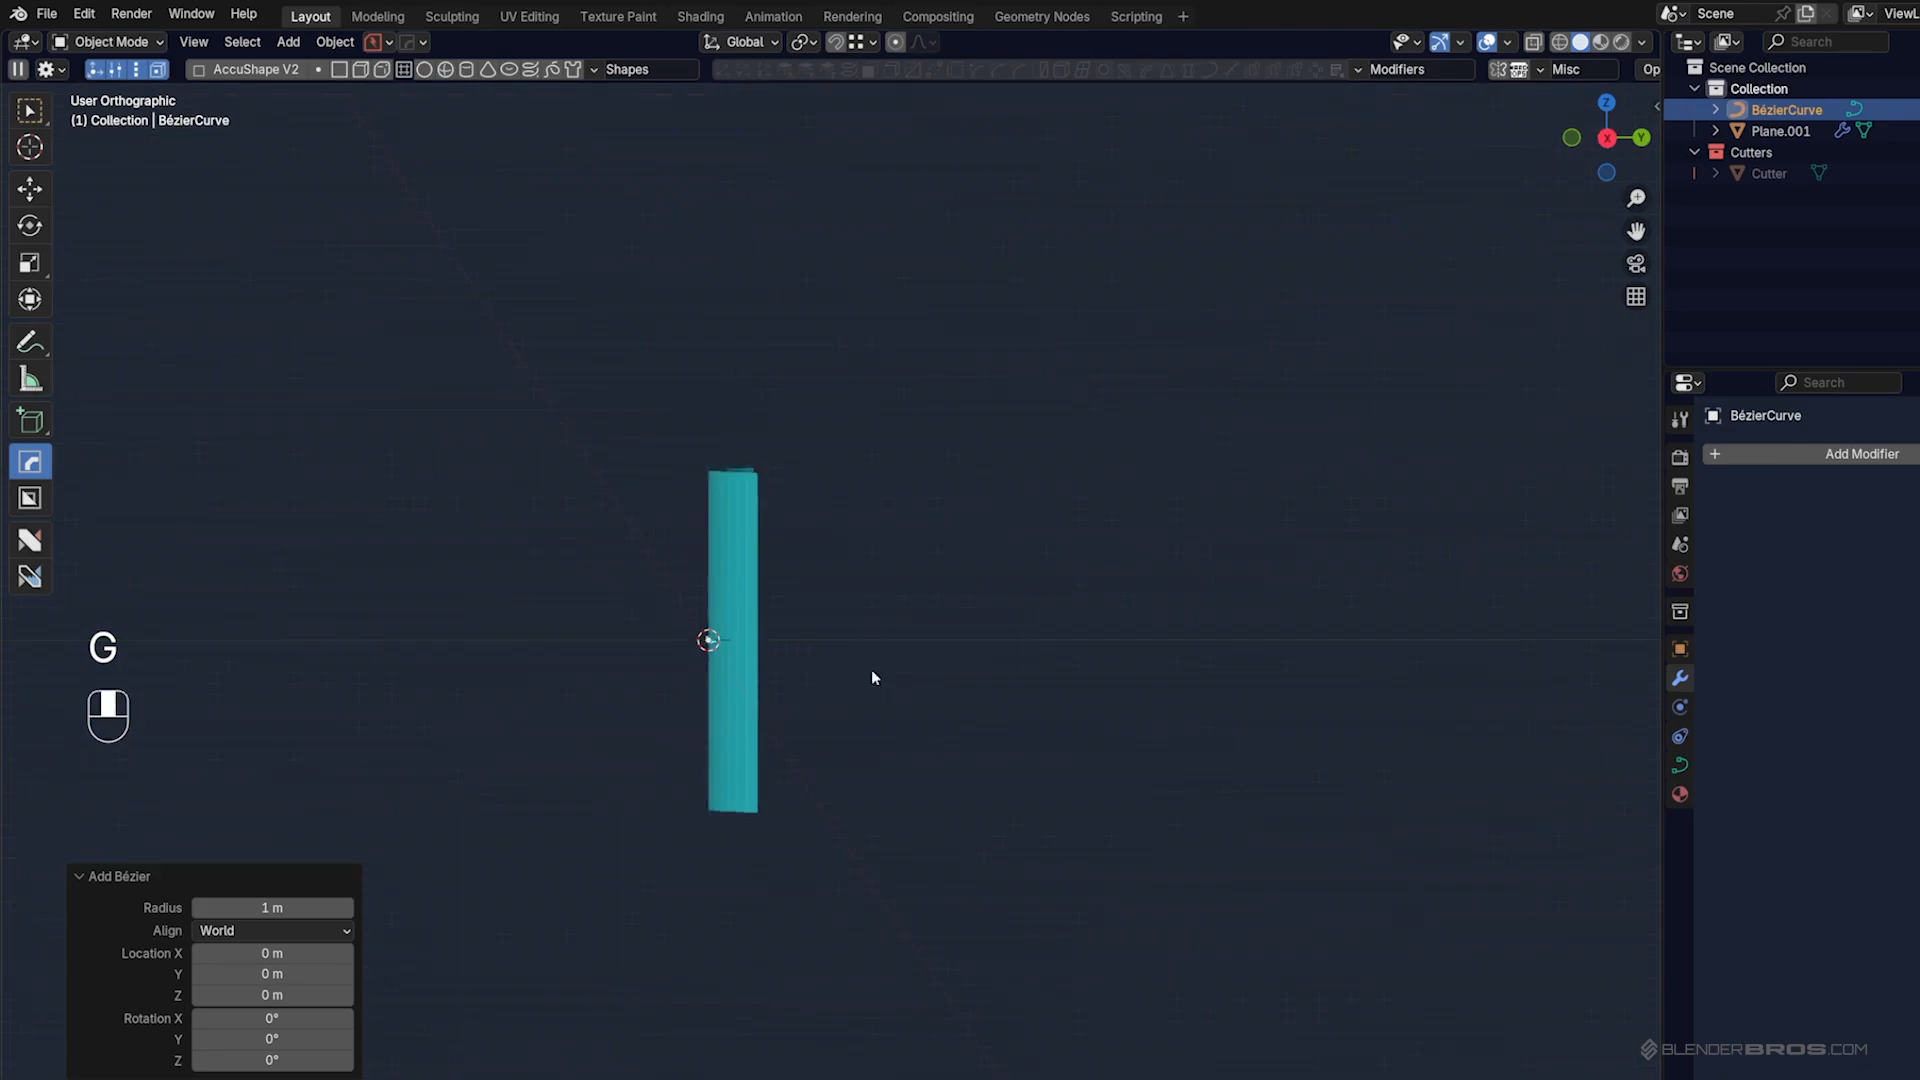 File Edit Render Window Help
Layout Modeling Sculpting UV Editing Texture Paint Shading Animation Rendering Compositing Geometry Nodes Scripting +
Scene
ViewL
Object Mode View Select Add Object
Global
Search
AccuShape V2
Shapes
Modifiers
Misc
Op
User Orthographic
(1) Collection | BézierCurve
Z
X
Y
Scene Collection
Collection
BézierCurve
Plane.001
Cutters
Cutter
Search
BézierCurve
+ Add Modifier
G
Add Bézier
Radius 1 m
Align World
Location X 0 m
Y 0 m
Z 0 m
Rotation X 0°
Y 0°
Z 0°
BLENDERBROS.COM